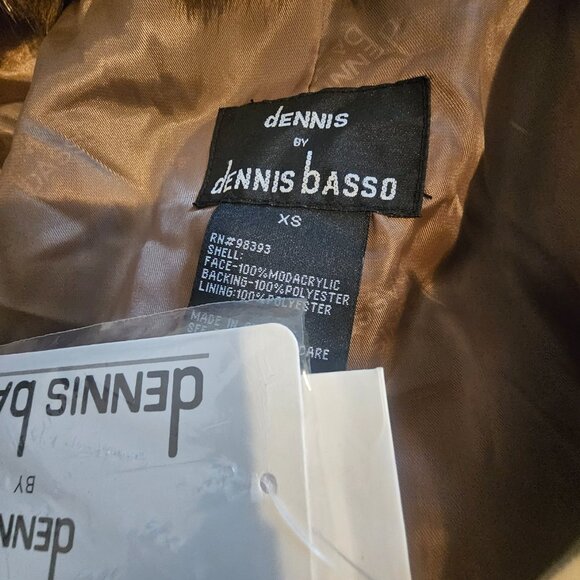 dENNIS
BY
dENNIS basso
XS
RN#98393
SHELL:
FACE-100%MODACRYLIC
BACKING-100%POLYESTER
LINING:100%POLYESTER
MADE IN
CARE
dENNIS
dENNIS
BY
dENNIS